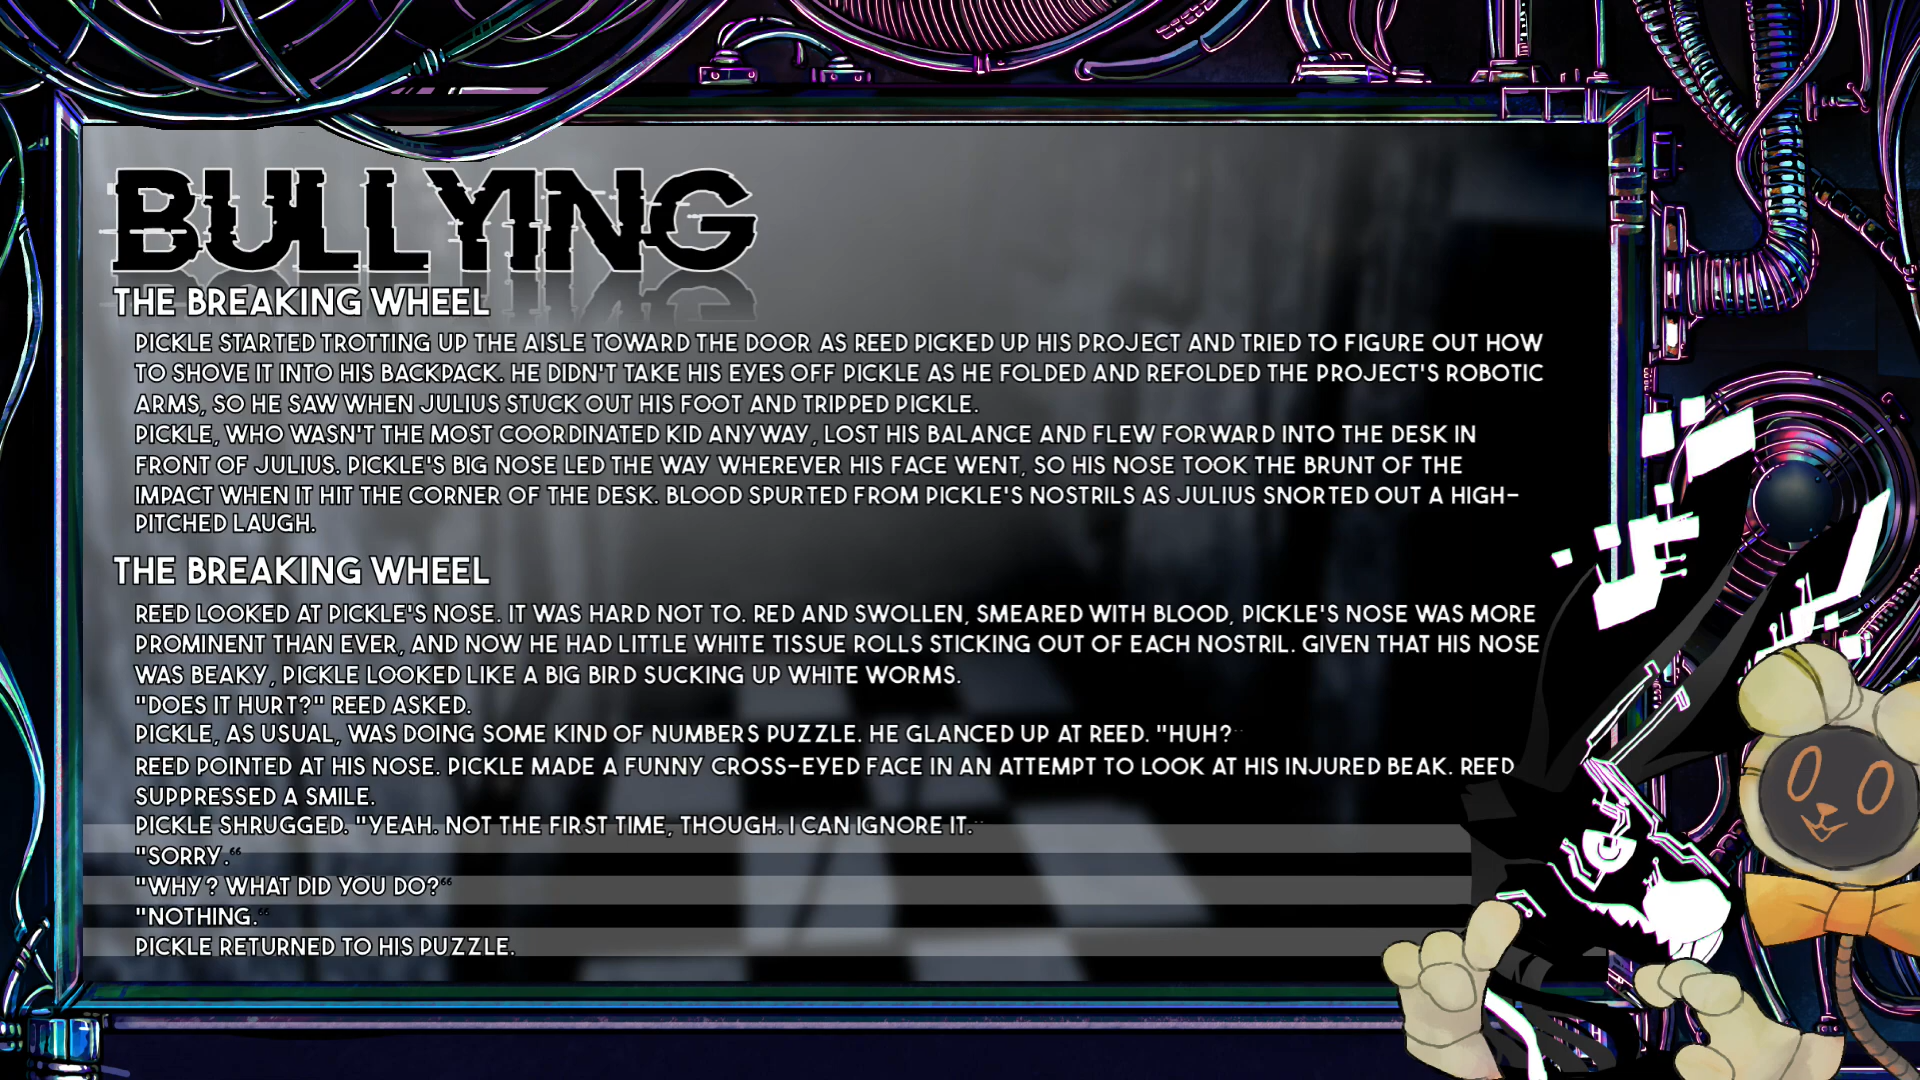 BULLYING
THE BREAKING WHEEL
PICKLE STARTED TROTTING UP THE AISLE TOWARD THE DOOR AS REED PICKED UP HIS PROJECT AND TRIED TO FIGURE OUT HOW
TO SHOVE IT INTO HIS BACKPACK. HE DIDN'T TAKE HIS EYES OFF PICKLE AS HE FOLDED AND REFOLDED THE PROJECT'S ROBOTIC
ARMS, SO HE SAW WHEN JULIUS STUCK OUT HIS FOOT AND TRIPPED PICKLE.
PICKLE, WHO WASN'T THE MOST COORDINATED KID ANYWAY, LOST HIS BALANCE AND FLEW FORWARD INTO THE DESK IN
FRONT OF JULIUS. PICKLE'S BIG NOSE LED THE WAY WHEREVER HIS FACE WENT, SO HIS NOSE TOOK THE BRUNT OF THE
IMPACT WHEN IT HIT THE CORNER OF THE DESK. BLOOD SPURTED FROM PICKLE'S NOSTRILS AS JULIUS SNORTED OUT A HIGH-
PITCHED LAUGH.
THE BREAKING WHEEL
REED LOOKED AT PICKLE'S NOSE. IT WAS HARD NOT TO. RED AND SWOLLEN, SMEARED WITH BLOOD, PICKLE'S NOSE WAS MORE
PROMINENT THAN EVER, AND NOW HE HAD LITTLE WHITE TISSUE ROLLS STICKING OUT OF EACH NOSTRIL. GIVEN THAT HIS NOSE
WAS BEAKY, PICKLE LOOKED LIKE A BIG BIRD SUCKING UP WHITE WORMS.
"DOES IT HURT?" REED ASKED.
PICKLE, AS USUAL, WAS DOING SOME KIND OF NUMBERS PUZZLE. HE GLANCED UP AT REED. "HUH?“
REED POINTED AT HIS NOSE. PICKLE MADE A FUNNY CROSS-EYED FACE IN AN ATTEMPT TO LOOK AT HIS INJURED BEAK. REED
SUPPRESSED A SMILE.
PICKLE SHRUGGED. "YEAH. NOT THE FIRST TIME, THOUGH. I CAN IGNORE IT.“
"SORRY.“
"WHY? WHAT DID YOU DO?“
"NOTHING.“
PICKLE RETURNED TO HIS PUZZLE.